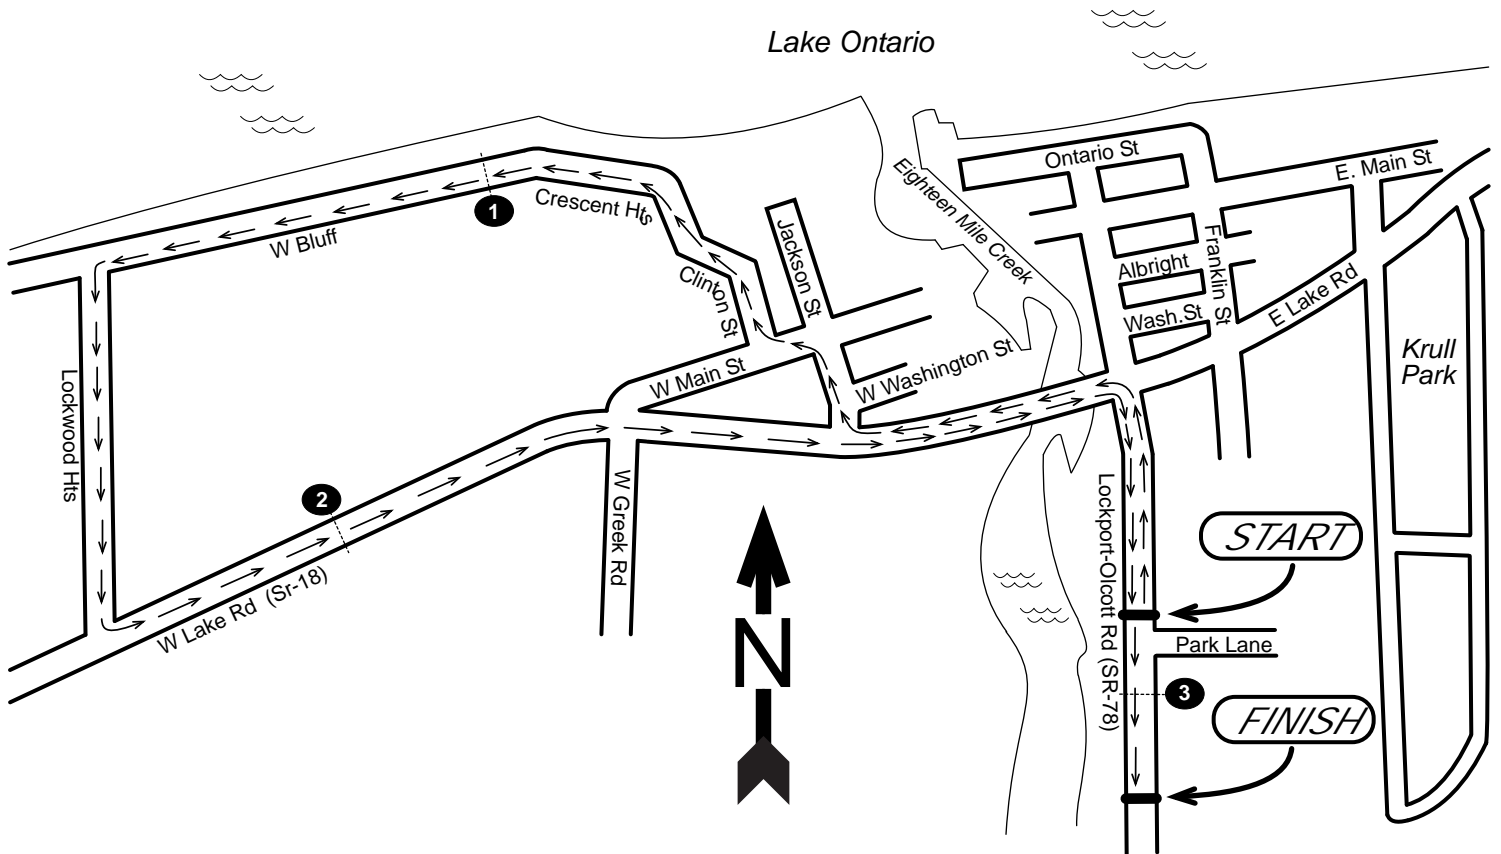 Lake Ontario
Ontario St
E. Main St
Eighteen Mile Creek
Crescent Hts
1
W Bluff
Jackson St
Franklin St
Albright
Clinton St
E Lake Rd
Wash.St
W Washington St
Krull
Park
W Main St
Lockwood Hts
2
W Greek Rd
Lockport-Olcott Rd (SR-78)
START
W Lake Rd (Sr-18)
N
Park Lane
3
FINISH